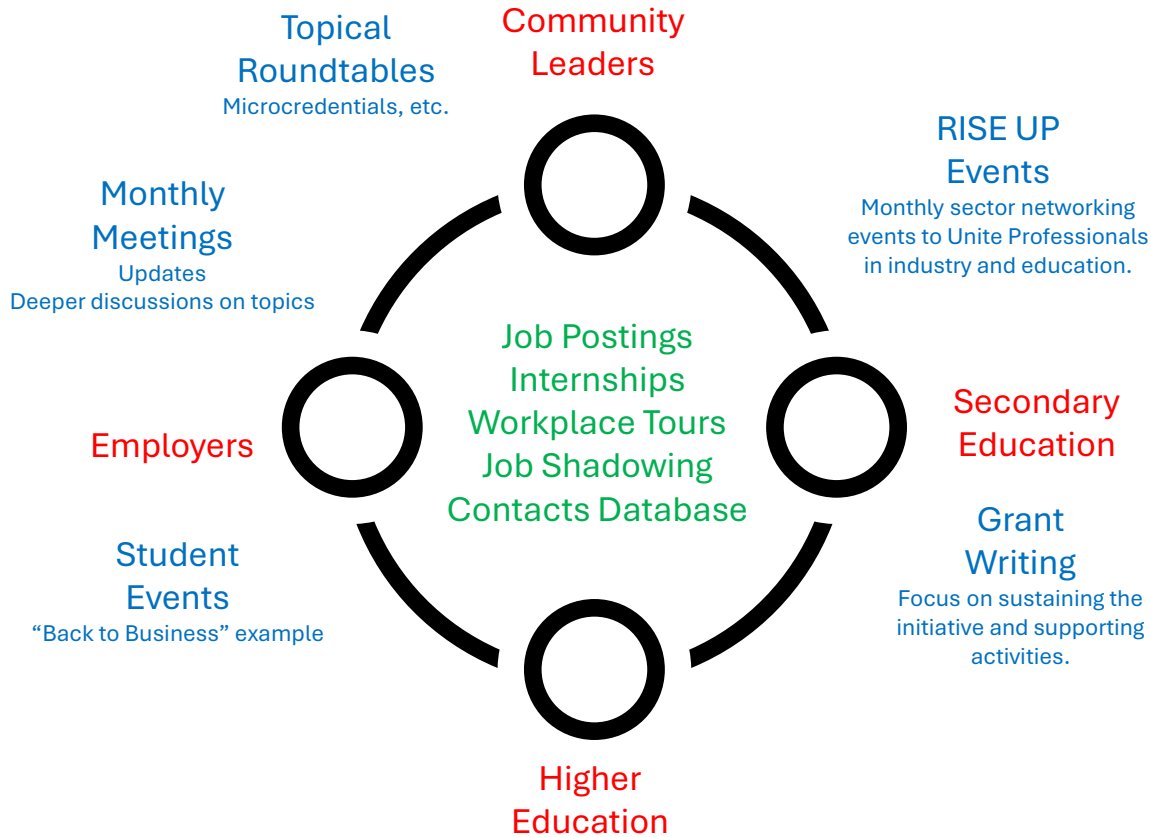 Topical
Roundtables
Microcredentials, etc.
Community
Leaders
RISE UP
Events
Monthly sector networking
events to Unite Professionals
in industry and education.
Monthly
Meetings
Updates
Deeper discussions on topics
Job Postings
Internships
Workplace Tours
Job Shadowing
Contacts Database
Employers
Secondary
Education
Student
Events
“Back to Business” example
Grant
Writing
Focus on sustaining the
initiative and supporting
activities.
Higher
Education